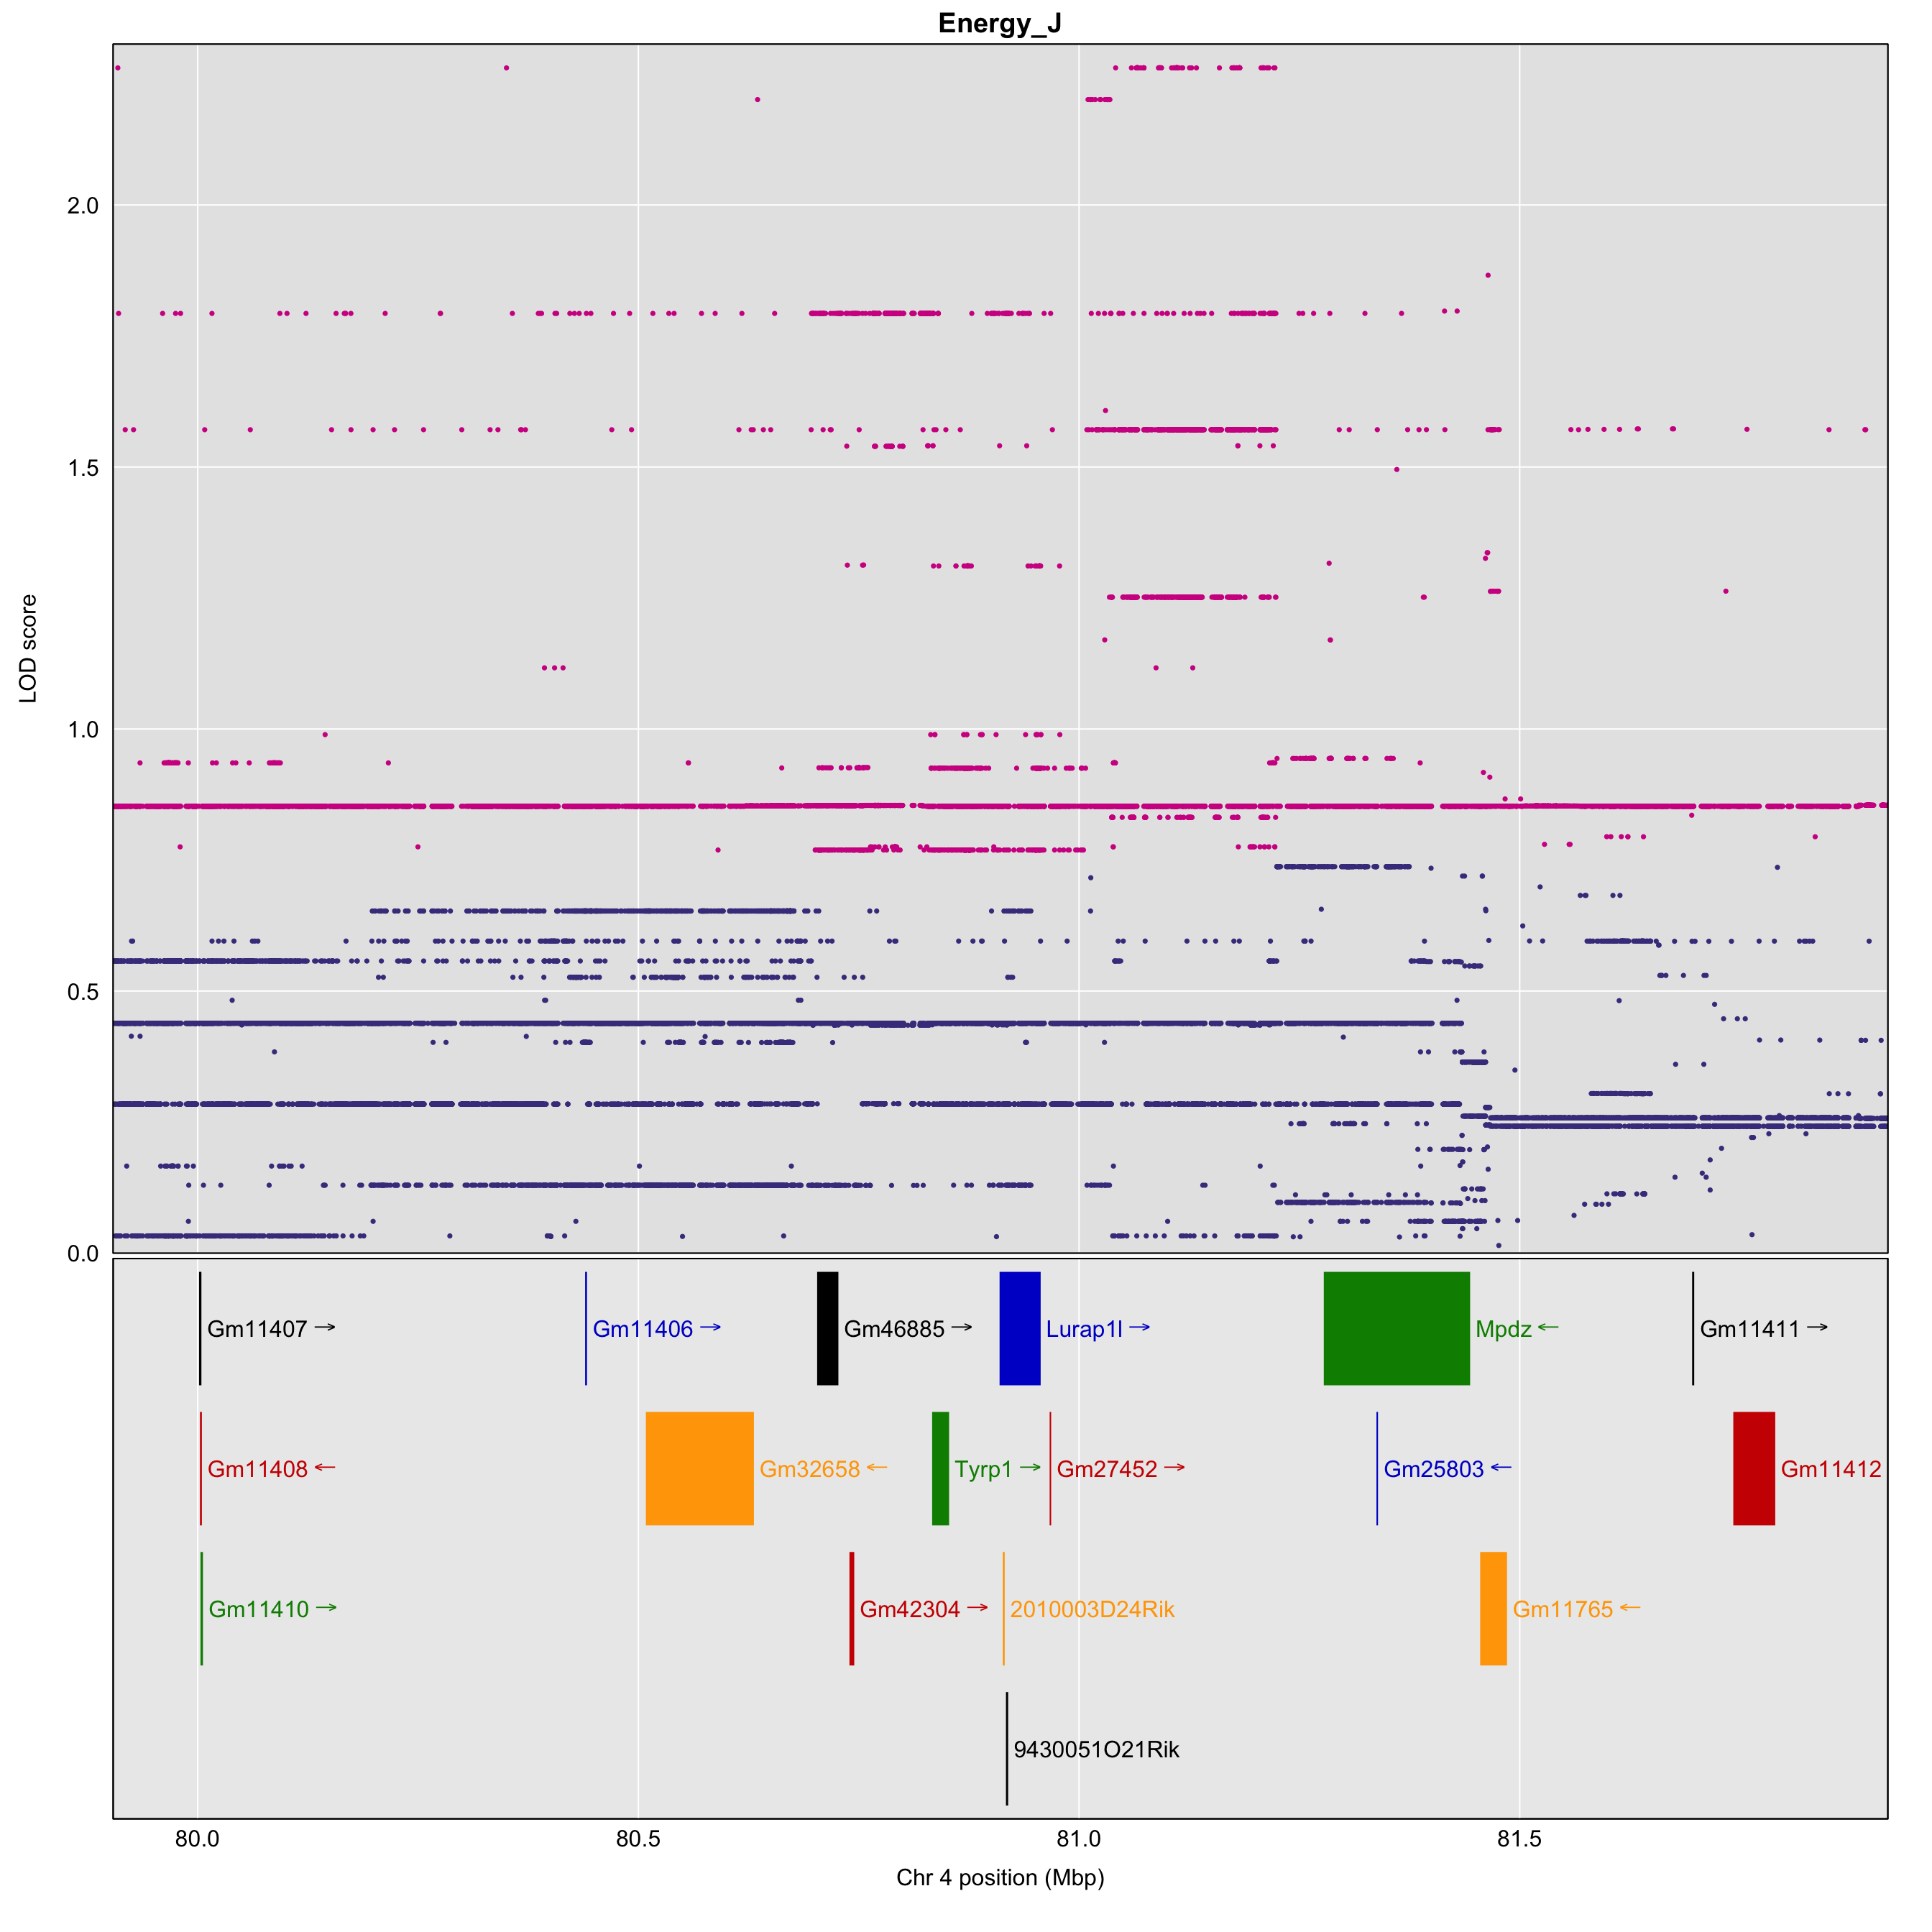 Energy_J
2.0
1.5
1.0
0.5
0.0
LOD score
Gm11407 → Gm11406 → Gm46885 → Lurap1l → Mpdz ← Gm11411 →
Gm11408 ← Gm32658 ← Tyrp1 → Gm27452 → Gm25803 ← Gm11412
Gm11410 → Gm42304 → 2010003D24Rik Gm11765 ←
9430051O21Rik
80.0 80.5 81.0 81.5
Chr 4 position (Mbp)